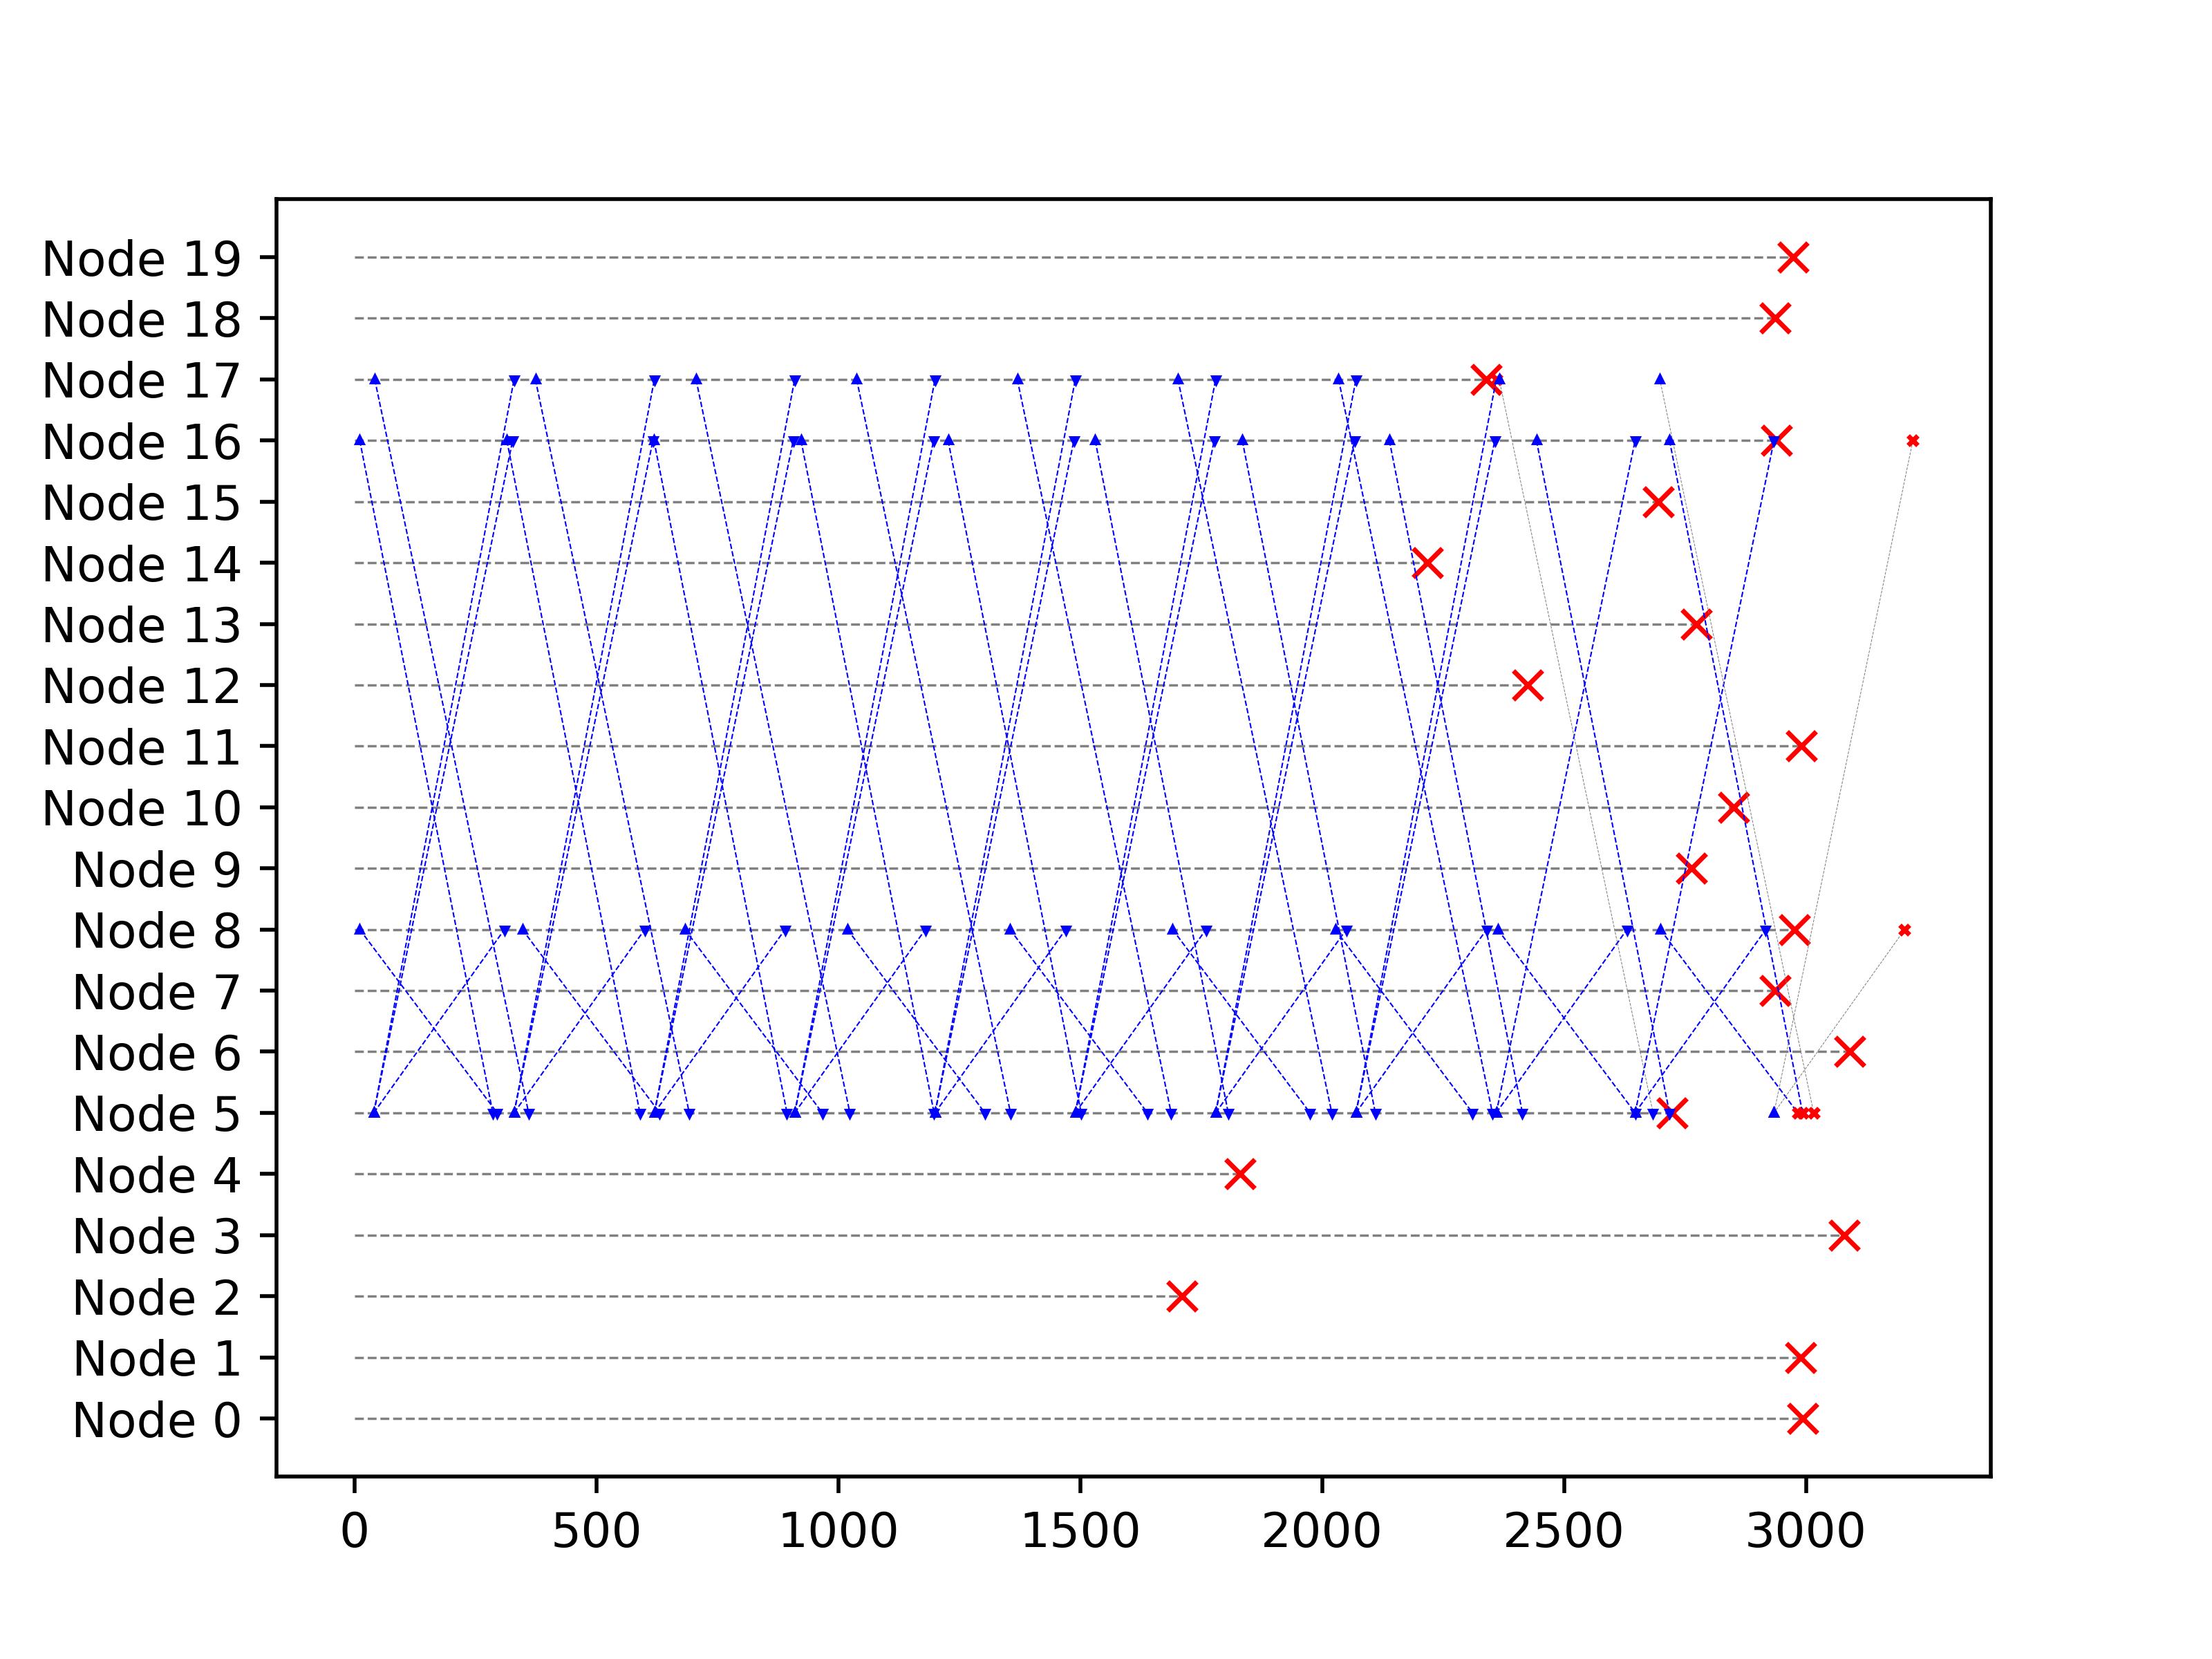 Node 19
Node 18
Node 17
Node 16
Node 15
Node 14
Node 13
Node 12
Node 11
Node 10
Node 9
Node 8
Node 7
Node 6
Node 5
Node 4
Node 3
Node 2
Node 1
Node 0
0 500 1000 1500 2000 2500 3000